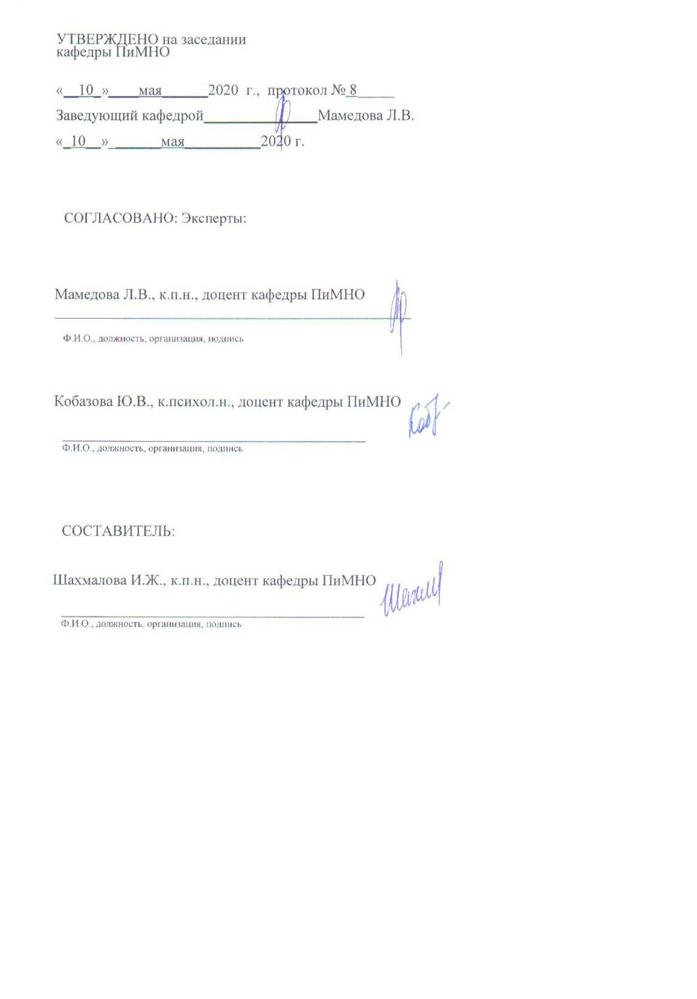 УТВЕРЖДЕНО на заседании
кафедры ПиМНО
«__10_»____мая______2020 г., протокол № 8_____
Заведующий кафедрой_______________Мамедова Л.В.
«_10__»_______мая__________2020 г.
СОГЛАСОВАНО: Эксперты:
Мамедова Л.В., к.п.н., доцент кафедры ПиМНО
Ф.И.О., должность, организация, подпись
Кобазова Ю.В., к.психол.н., доцент кафедры ПиМНО
Ф.И.О., должность, организация, подпись
СОСТАВИТЕЛЬ:
Шахмалова И.Ж., к.п.н., доцент кафедры ПиМНО
Ф.И.О., должность, организация, подпись